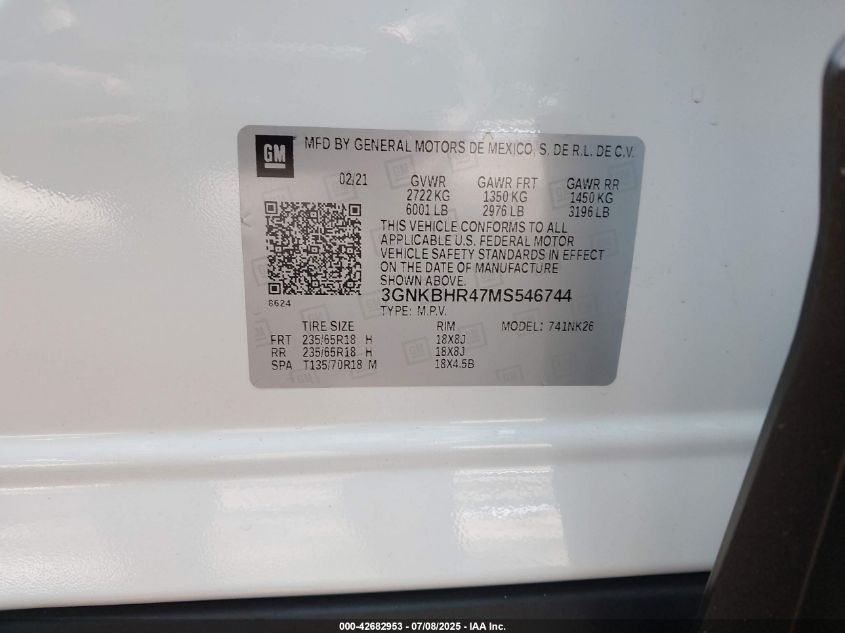 GM
MFD BY GENERAL MOTORS DE MEXICO, S. DE R.L. DE C.V.
02/21 GVWR GAWR FRT GAWR RR
2722 KG 1350 KG 1450 KG
6001 LB 2976 LB 3196 LB
THIS VEHICLE CONFORMS TO ALL
APPLICABLE U.S. FEDERAL MOTOR
VEHICLE SAFETY STANDARDS IN EFFECT
ON THE DATE OF MANUFACTURE
SHOWN ABOVE.
8624
3GNKBHR47MS546744
TYPE: M.P.V.
TIRE SIZE RIM MODEL: 741NK26
FRT 235/65R18 H 18X8J
RR 235/65R18 H 18X8J
SPA T135/70R18 M 18X4.5B
000-42682953 - 07/08/2025 - IAA Inc.